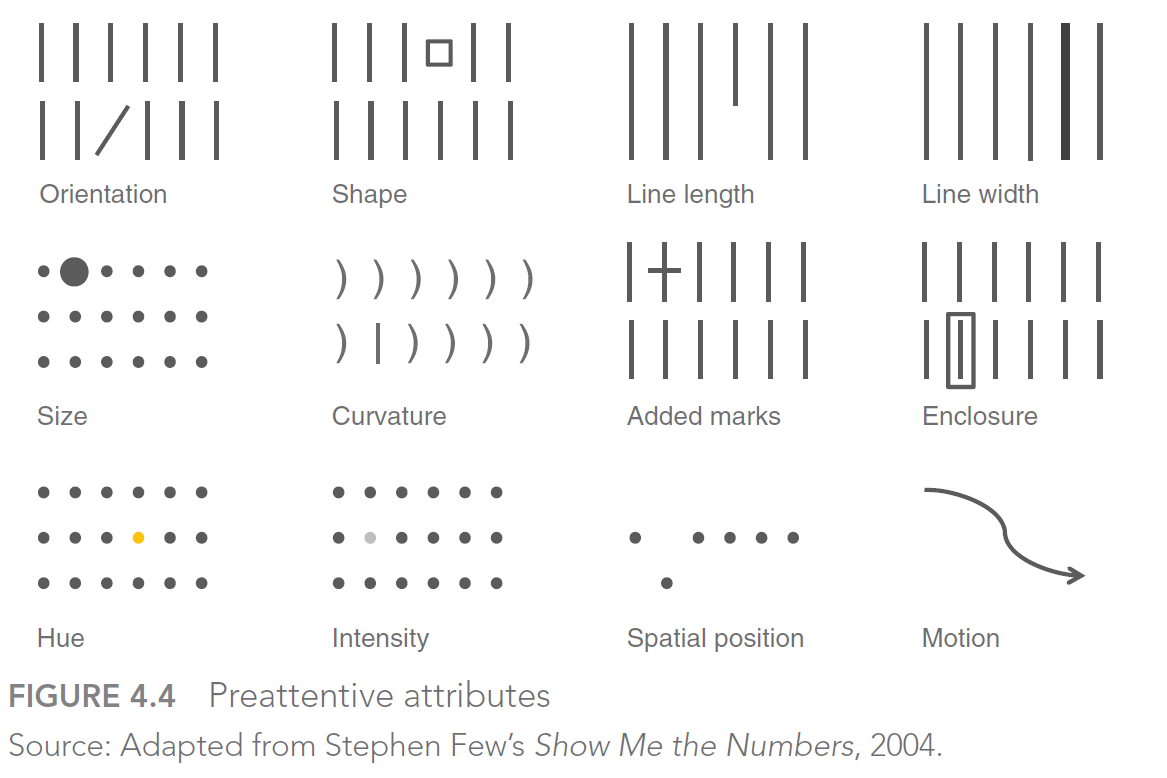 Orientation
Shape
Line length
Line width
Size
Curvature
Added marks
Enclosure
Hue
Intensity
Spatial position
Motion
FIGURE 4.4 Preattentive attributes
Source: Adapted from Stephen Few’s Show Me the Numbers, 2004.